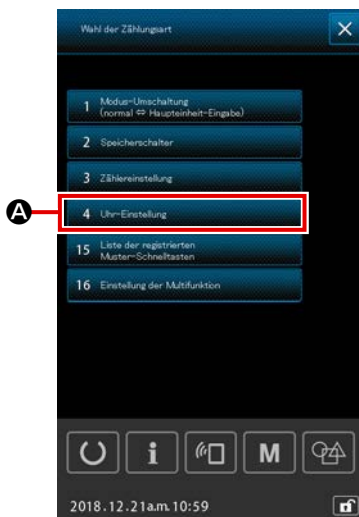 Wahl der Zählungsart
1 Modus-Umschaltung
(normal ⇔ Haupteinheit-Eingabe)
2 Speicherschalter
3 Zählereinstellung
A
4 Uhr-Einstellung
15 Liste der registrierten
Muster-Schnelltasten
16 Einstellung der Multifunktion
i
M
2018.12.21a.m.10:59